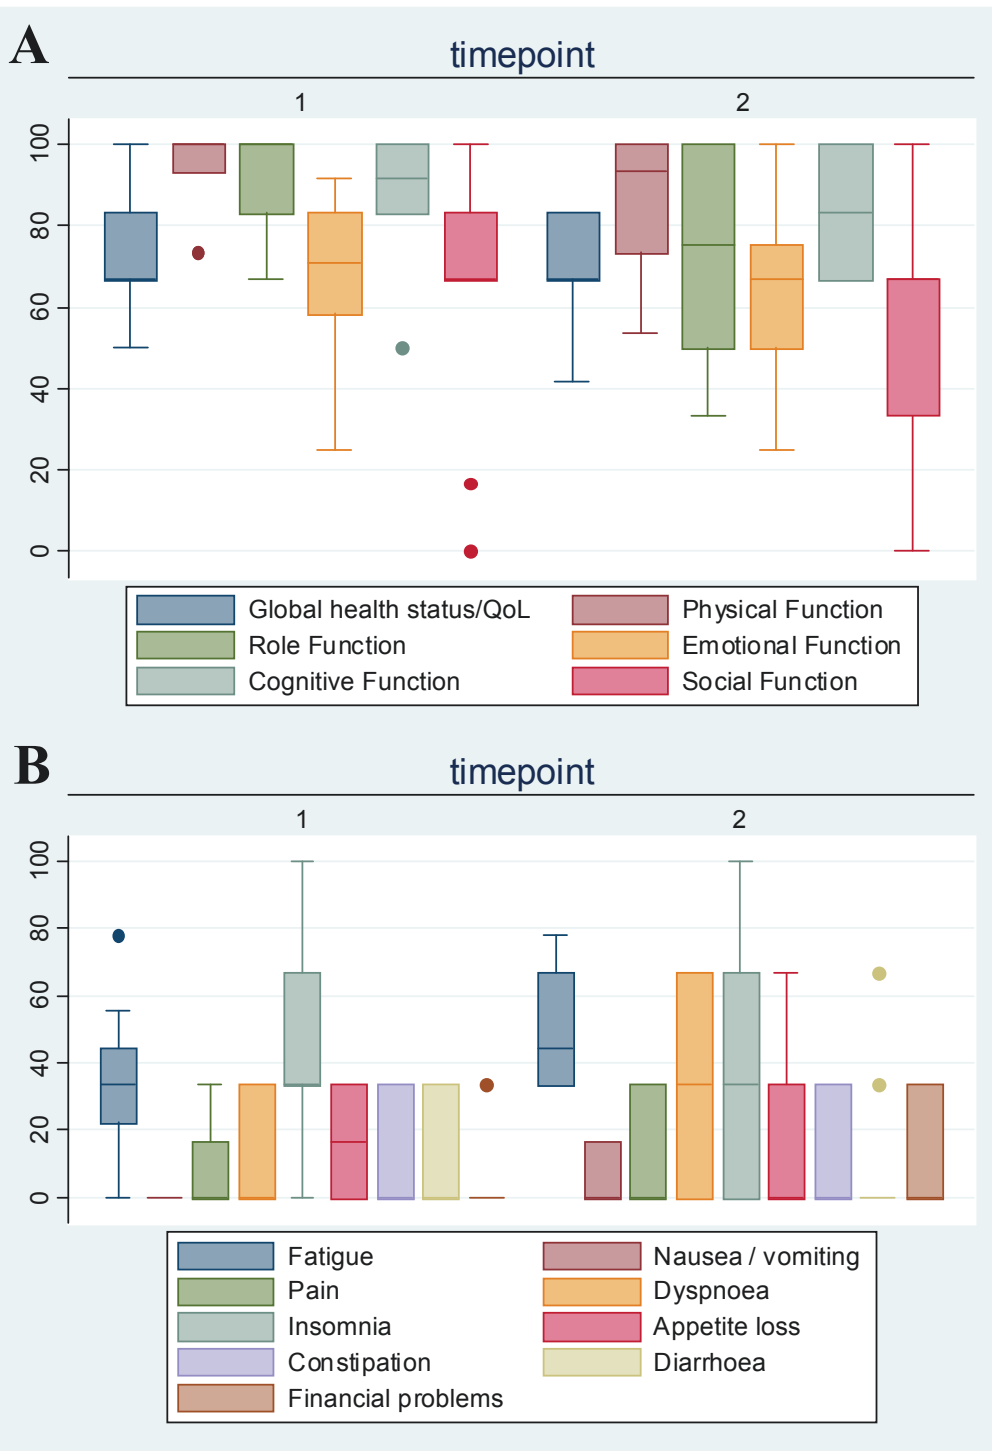 A
timepoint
1 2
100
80
60
40
20
0
Global health status/QoL Physical Function
Role Function Emotional Function
Cognitive Function Social Function
B
timepoint
1 2
100
80
60
40
20
0
Fatigue Nausea / vomiting
Pain Dyspnoea
Insomnia Appetite loss
Constipation Diarrhoea
Financial problems